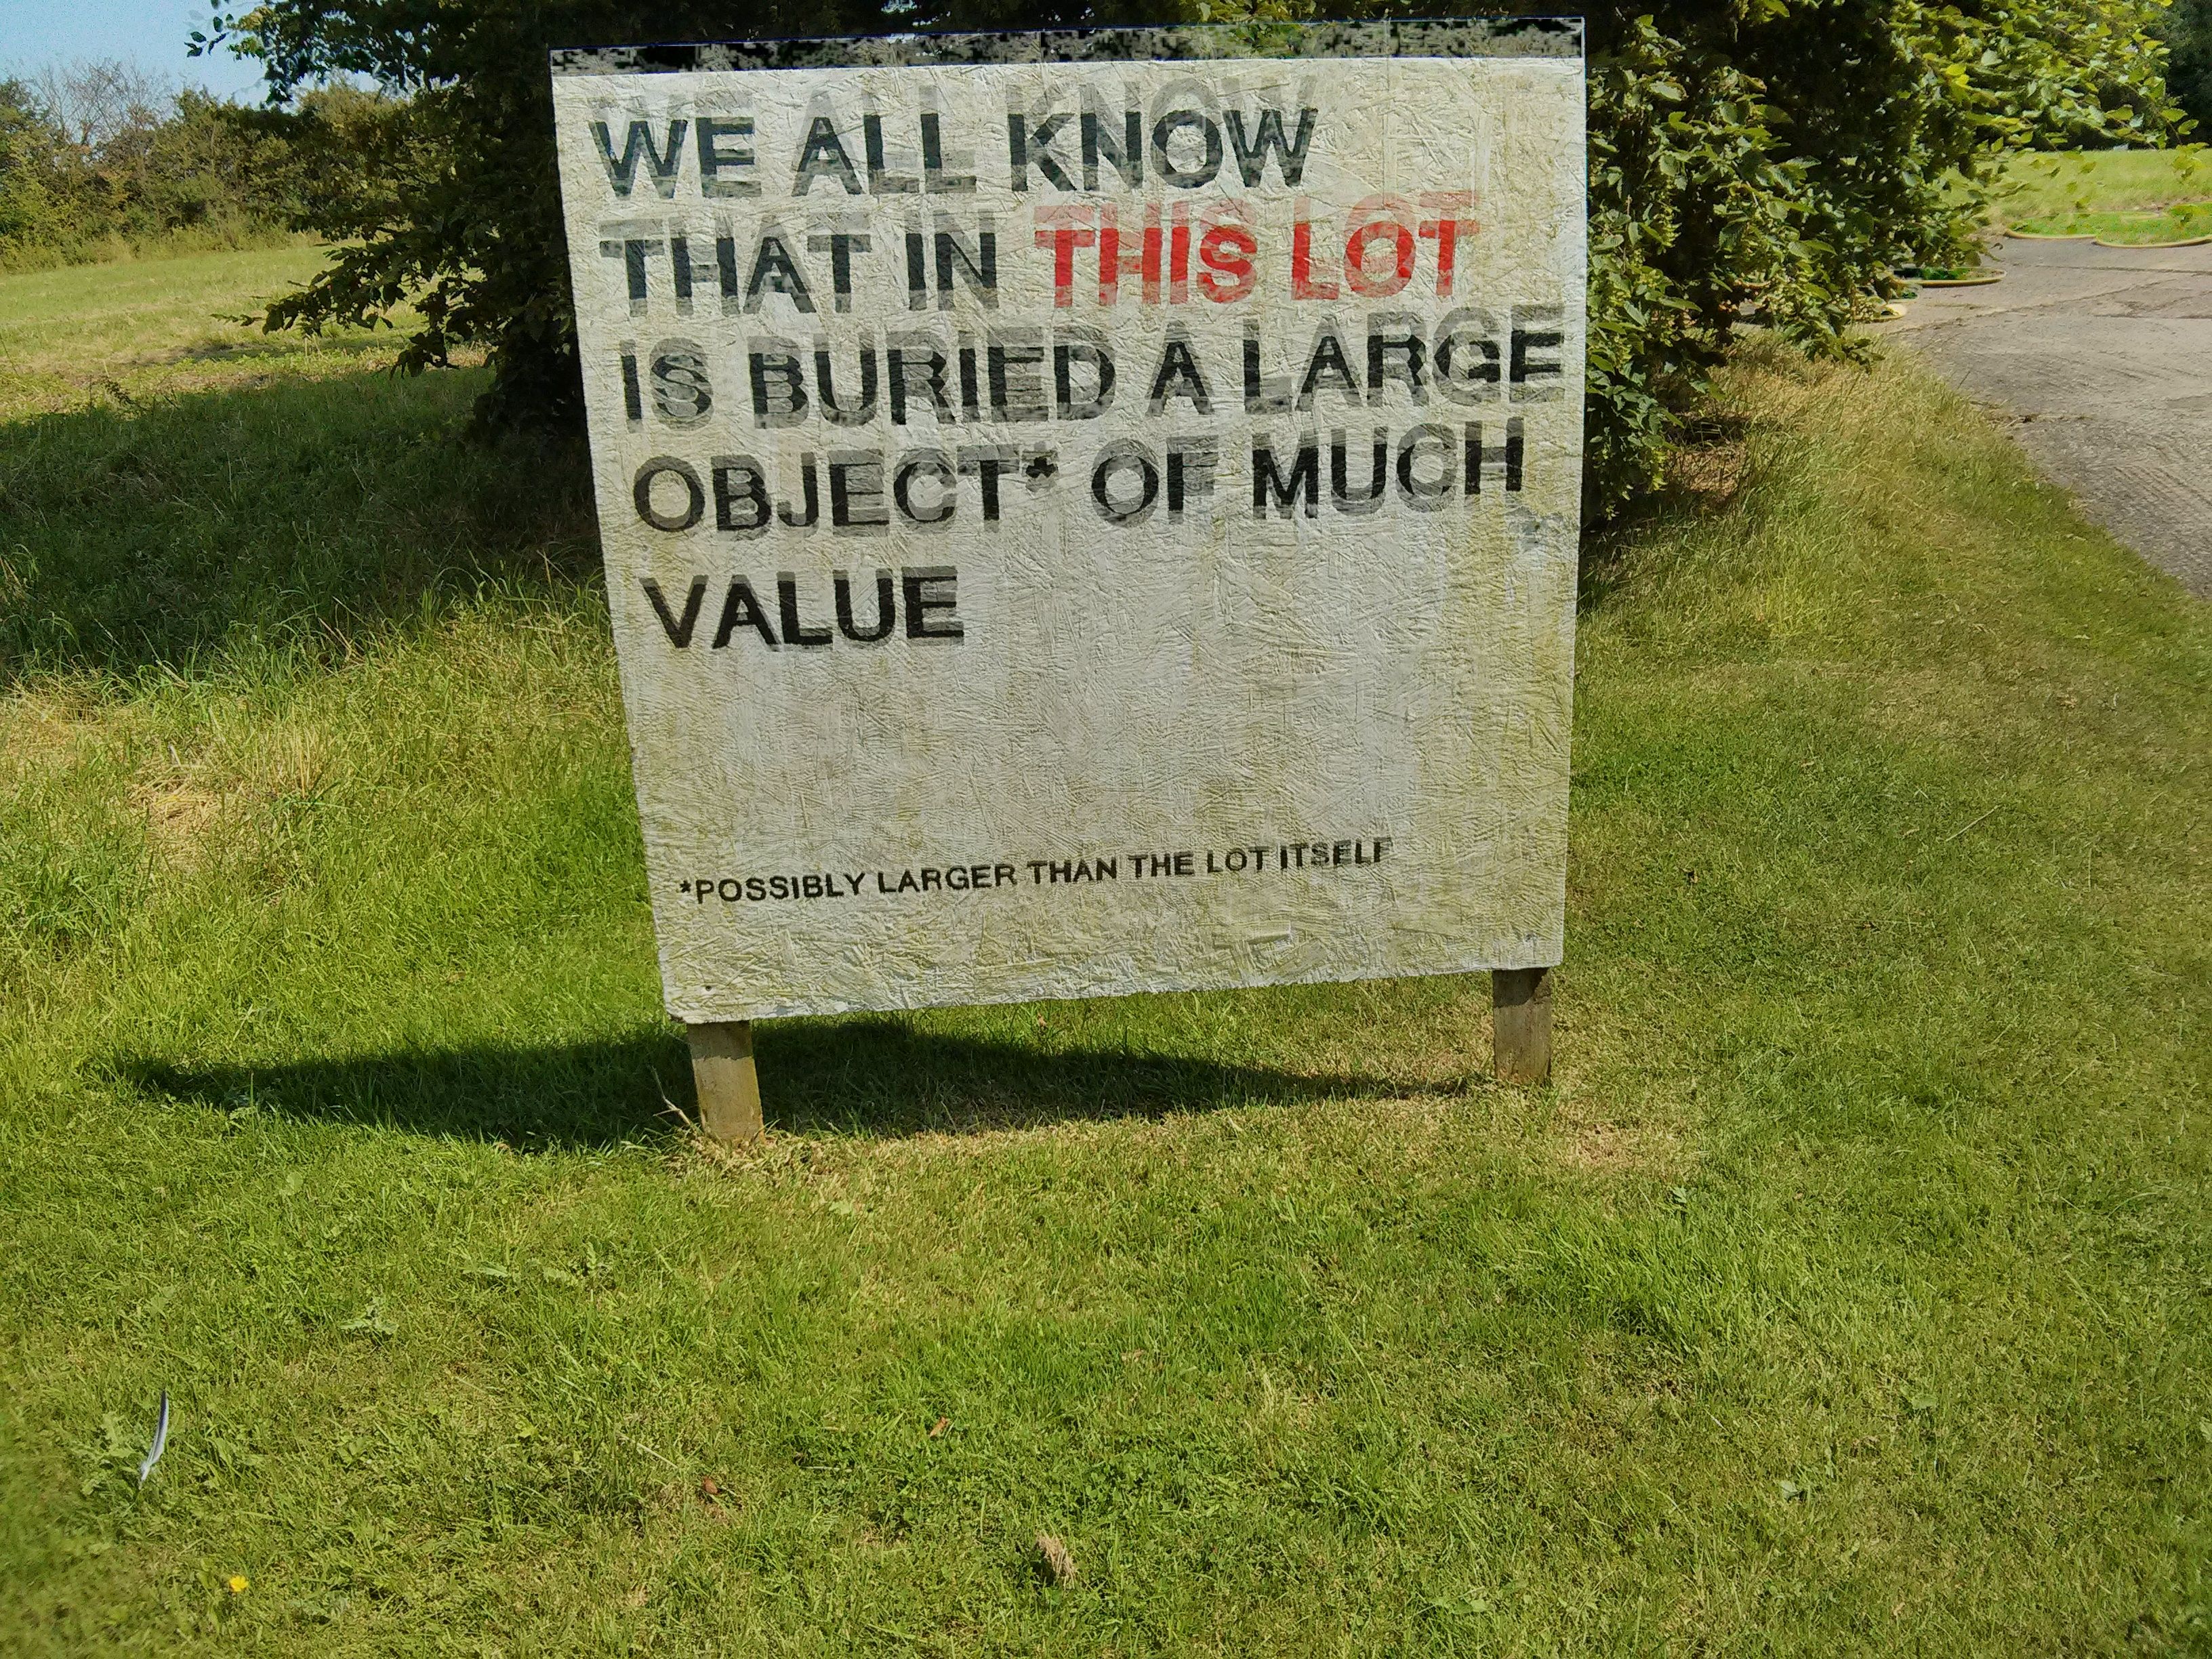 WE ALL KNOW
THAT IN THIS LOT
IS BURIED A LARGE
OBJECT* OF MUCH
VALUE
*POSSIBLY LARGER THAN THE LOT ITSELF